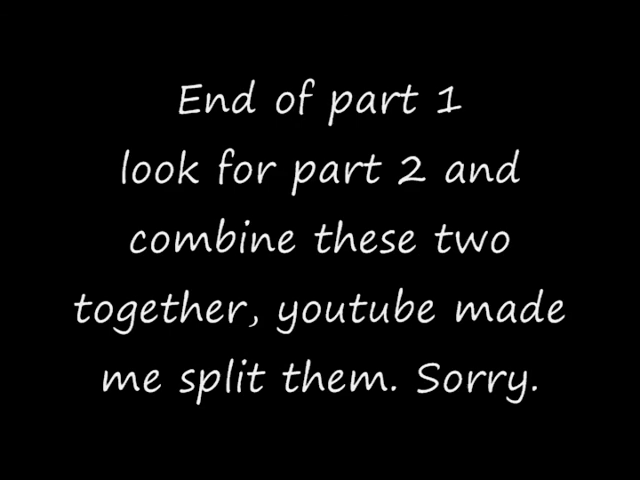 End of part 1
look for part 2 and
combine these two
together, youtube made
me split them. Sorry.